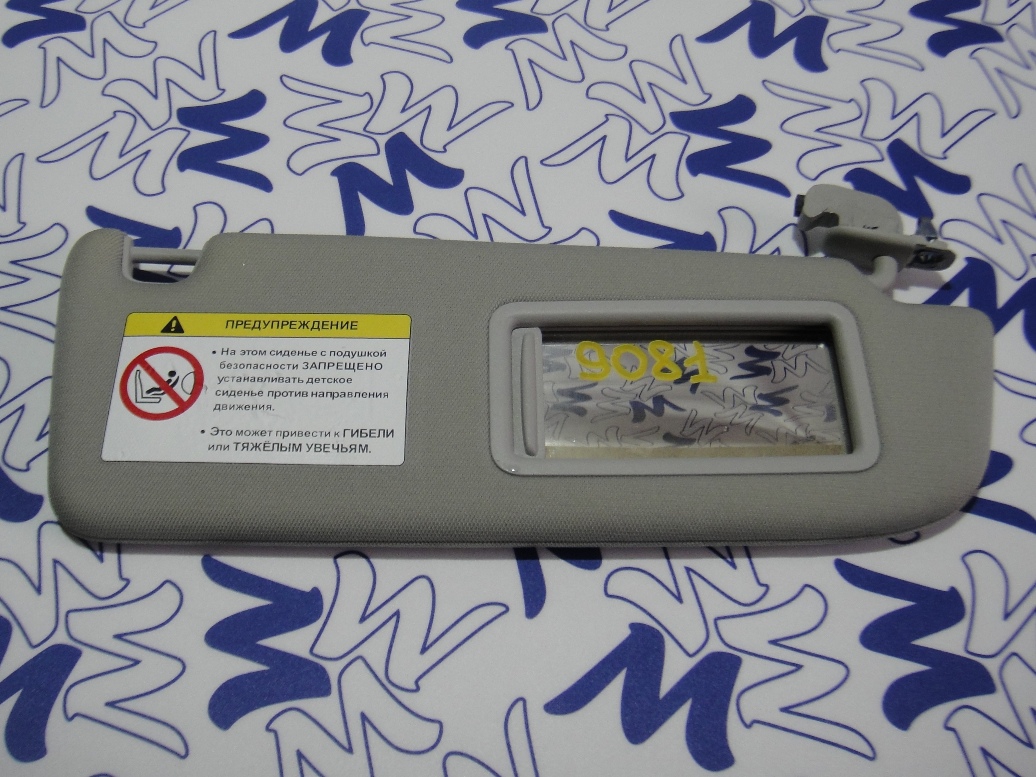 ПРЕДУПРЕЖДЕНИЕ
• На этом сиденье с подушкой
безопасности ЗАПРЕЩЕНО
устанавливать детское
сиденье против направления
движения.
• Это может привести к ГИБЕЛИ
или ТЯЖЁЛЫМ УВЕЧЬЯМ.